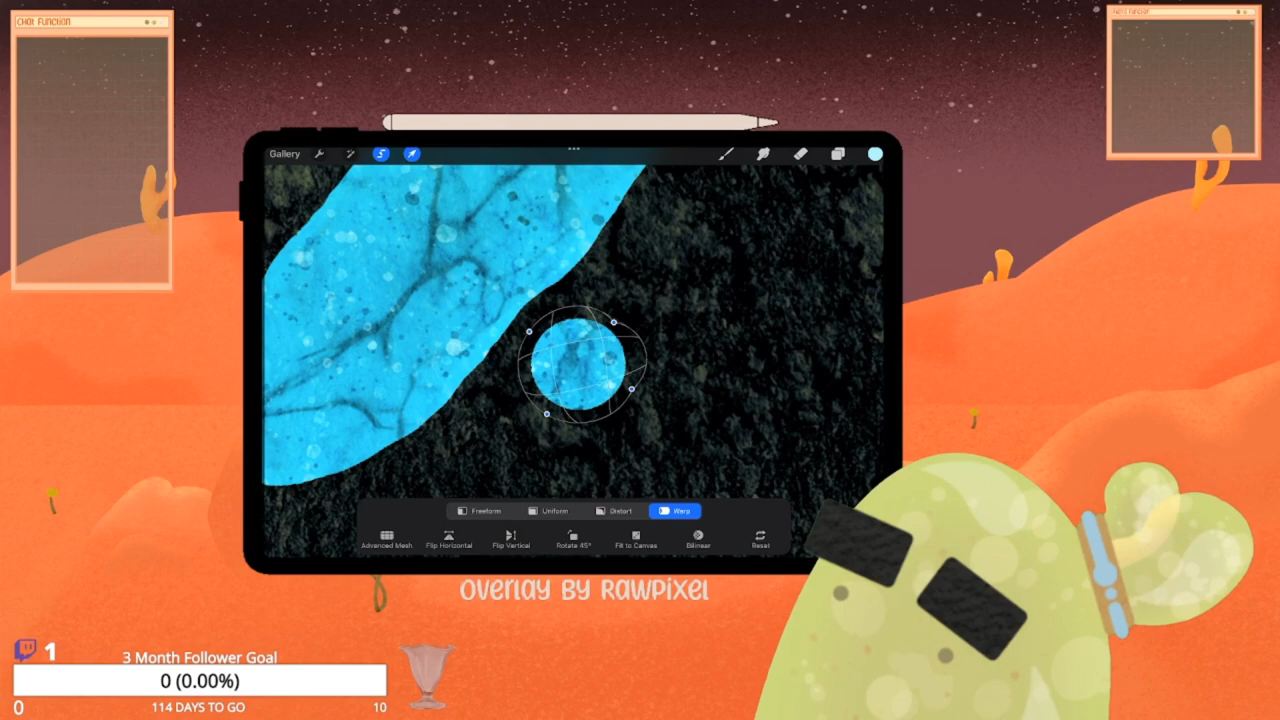 Chat Function
Gallery
Freeform
Uniform
Distort
Warp
Advanced Mesh
Flip Horizontal
Flip Vertical
Rotate 45°
Fit to Canvas
Bilinear
Reset
Overlay by Rawpixel
1
3 Month Follower Goal
0 (0.00%)
0
114 DAYS TO GO
10